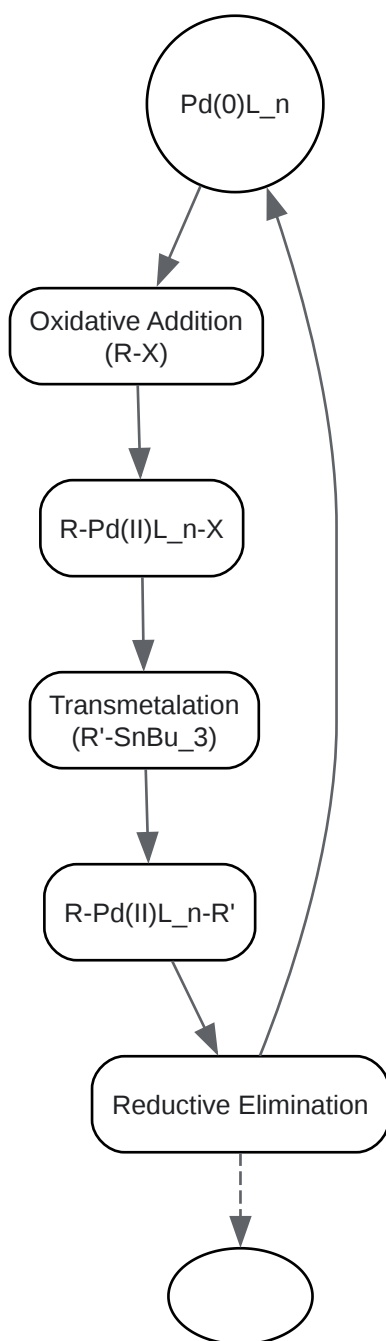 Pd(0)L_n
Oxidative Addition
(R-X)
R-Pd(II)L_n-X
Transmetalation
(R'-SnBu_3)
R-Pd(II)L_n-R'
Reductive Elimination